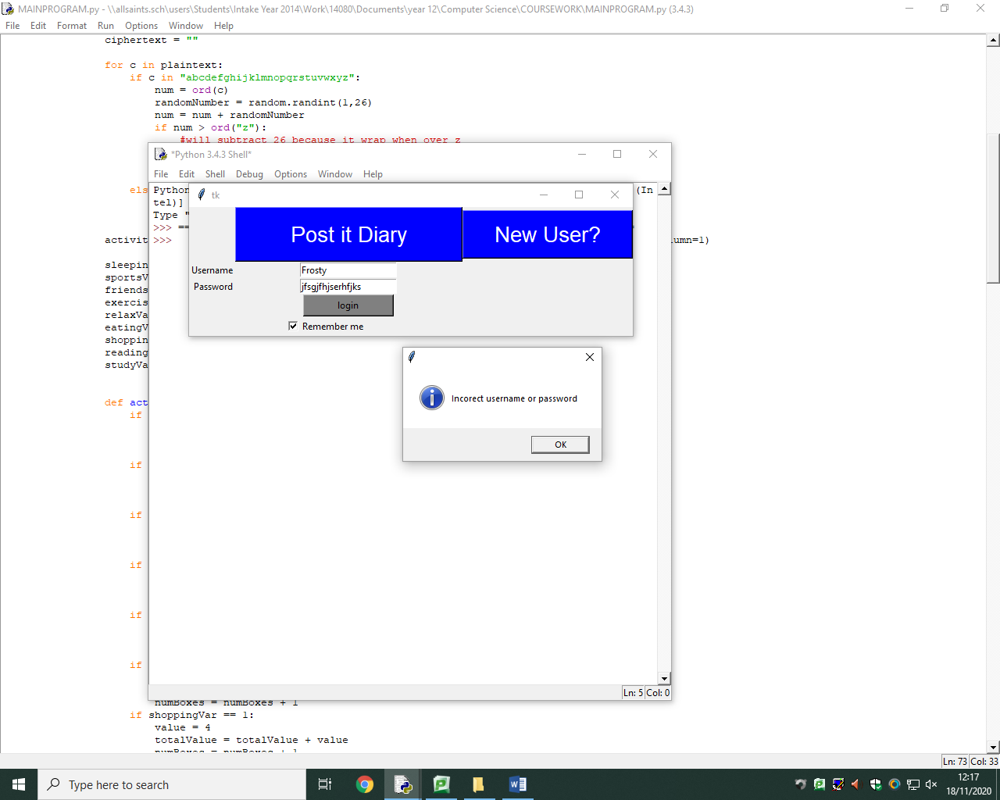 MAINPROGRAM.py - \\allsaints.sch\users\Students\Intake Year 2014\Work\14080\Documents\year 12\Computer Science\COURSEWORK\MAINPROGRAM.py (3.4.3)
File Edit Format Run Options Window Help
ciphertext = ""
for c in plaintext:
if c in "abcdefghijklmnopqrstuvwxyz":
num = ord(c)
randomNumber = random.randint(1,26)
num = num + randomNumber
if num > ord("z"):
#will subtract 26 because it wrap when over z
*Python 3.4.3 Shell*
File Edit Shell Debug Options Window Help
els
Python
(In
tel)]
Type "
>>> ==
>>>
tk
Post it Diary
New User?
Username
Frosty
Password
jfsgjfhjserhfjks
login
Remember me
activit
lumn=1)
sleepin
sportsV
friends
exercis
relaxVa
eatingV
shoppin
reading
studyVa
Incorect username or password
OK
def act
if
if
if
if
if
if
Ln: 5 Col: 0
numBoxes = numBoxes + 1
if shoppingVar == 1:
value = 4
totalValue = totalValue + value
numBoxes = numBoxes + 1
Ln: 73 Col: 33
Type here to search
12:17
18/11/2020